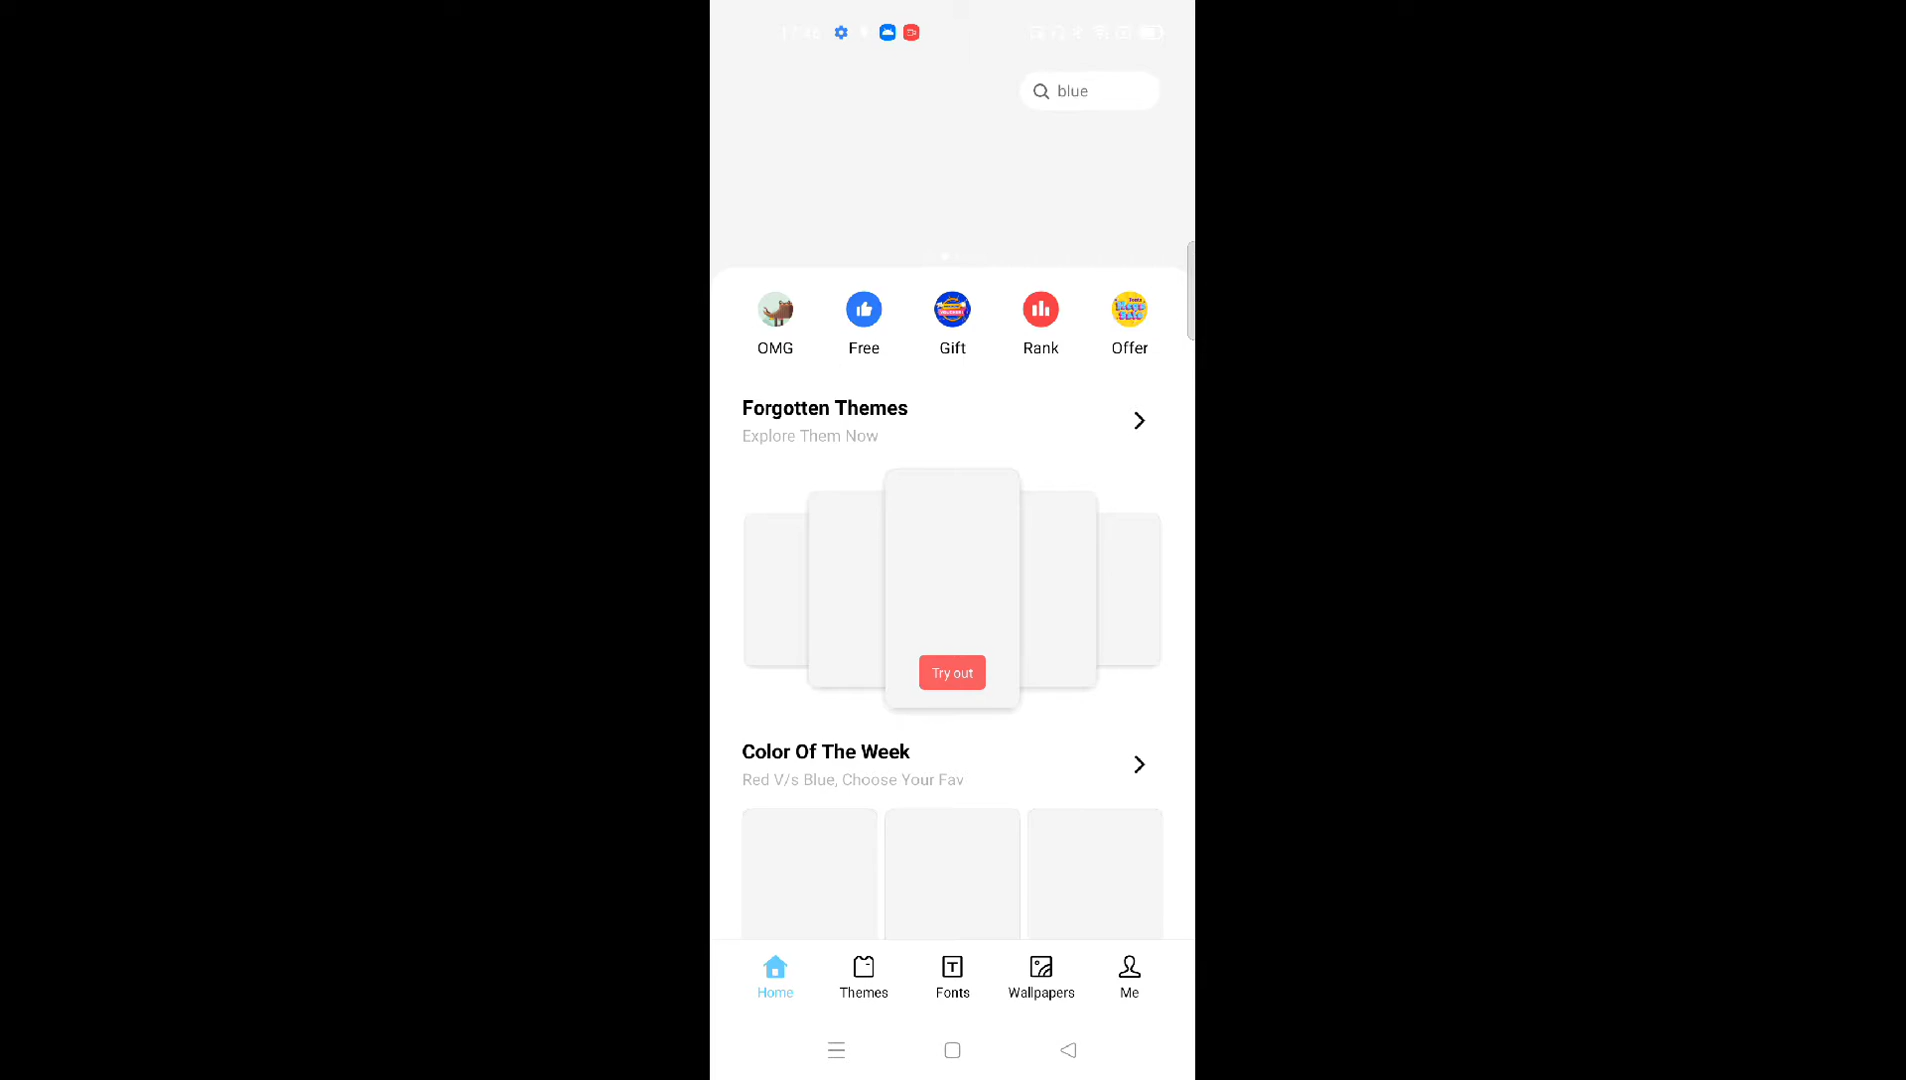 blue
OMG
Free
Gift
Rank
Offer
Forgotten Themes
Explore Them Now
Try out
Color Of The Week
Red V/s Blue, Choose Your Fav
Home
Themes
Fonts
Wallpapers
Me